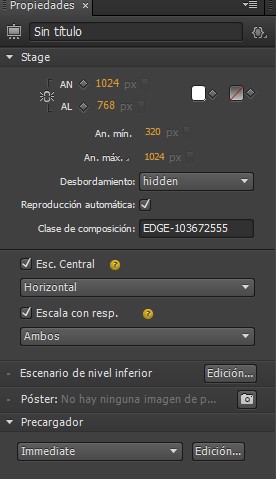 Propiedades ×
Sin título
Stage
AN 1024 px
AL 768 px
An. mín. 320 px
An. máx. 1024 px
Desbordamiento: hidden
Reproducción automática:
Clase de composición: EDGE-103672555
Esc. Central ?
Horizontal
Escala con resp. ?
Ambos
Escenario de nivel inferior Edición...
Póster: No hay ninguna imagen de p...
Precargador
Immediate Edición...